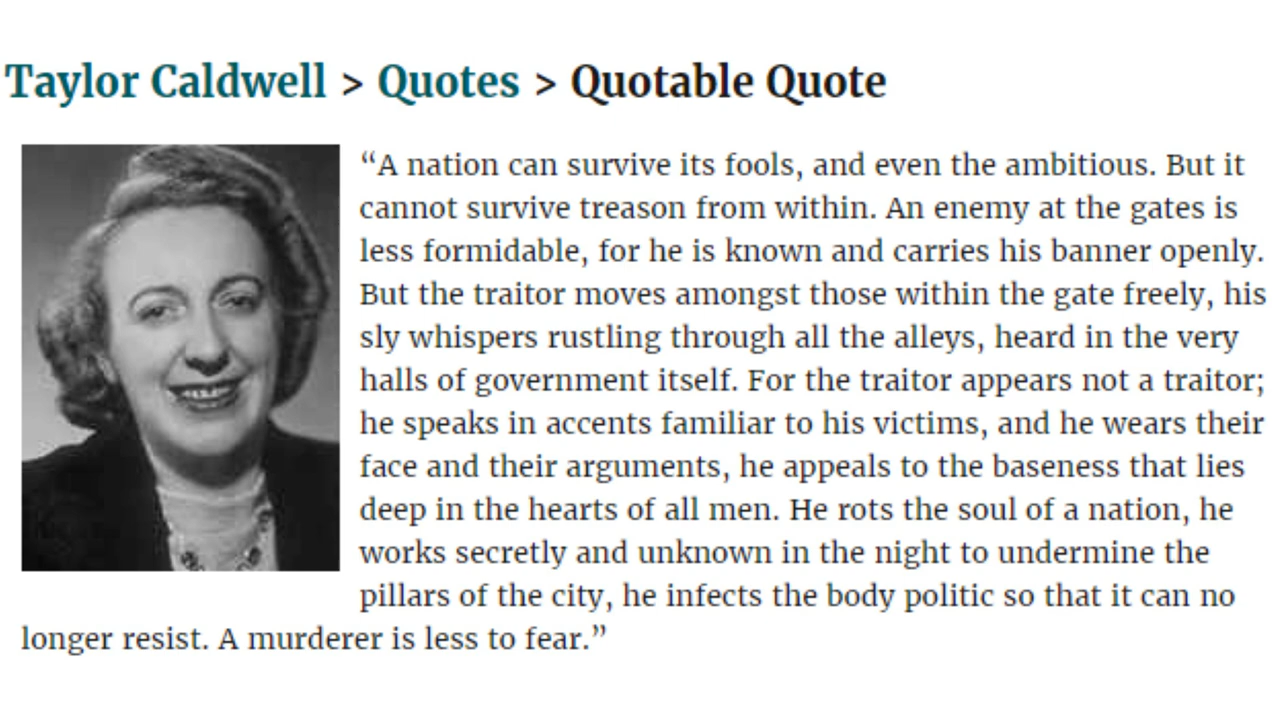 Taylor Caldwell > Quotes > Quotable Quote
“A nation can survive its fools, and even the ambitious. But it
cannot survive treason from within. An enemy at the gates is
less formidable, for he is known and carries his banner openly.
But the traitor moves amongst those within the gate freely, his
sly whispers rustling through all the alleys, heard in the very
halls of government itself. For the traitor appears not a traitor;
he speaks in accents familiar to his victims, and he wears their
face and their arguments, he appeals to the baseness that lies
deep in the hearts of all men. He rots the soul of a nation, he
works secretly and unknown in the night to undermine the
pillars of the city, he infects the body politic so that it can no
longer resist. A murderer is less to fear.”